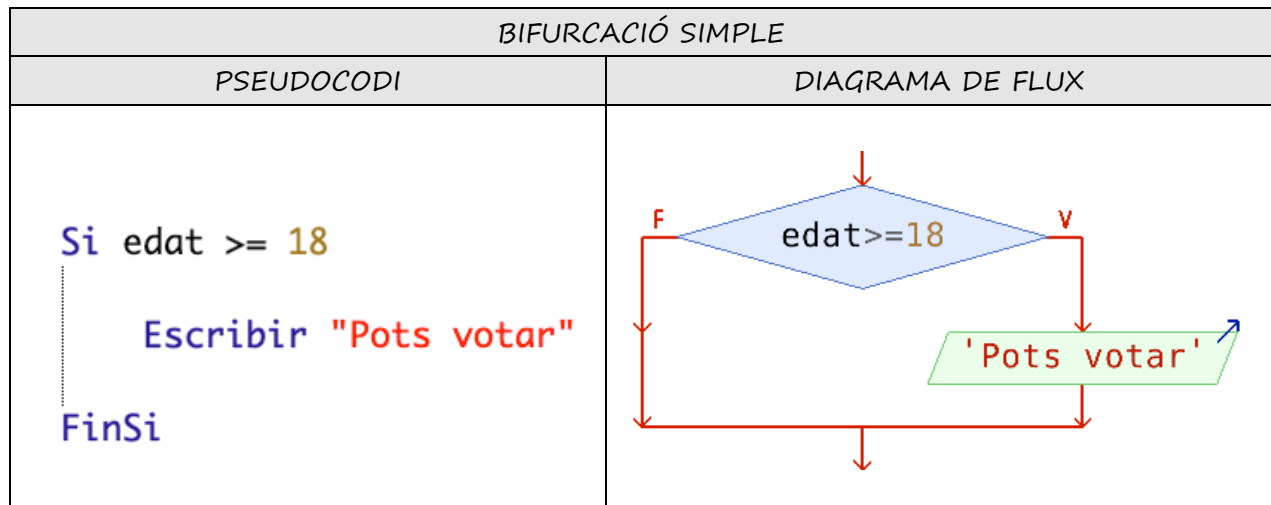 BIFURCACIÓ SIMPLE
PSEUDOCODI
DIAGRAMA DE FLUX
Si edat >= 18
Escribir "Pots votar"
FinSi
F
V
edat>=18
'Pots votar'